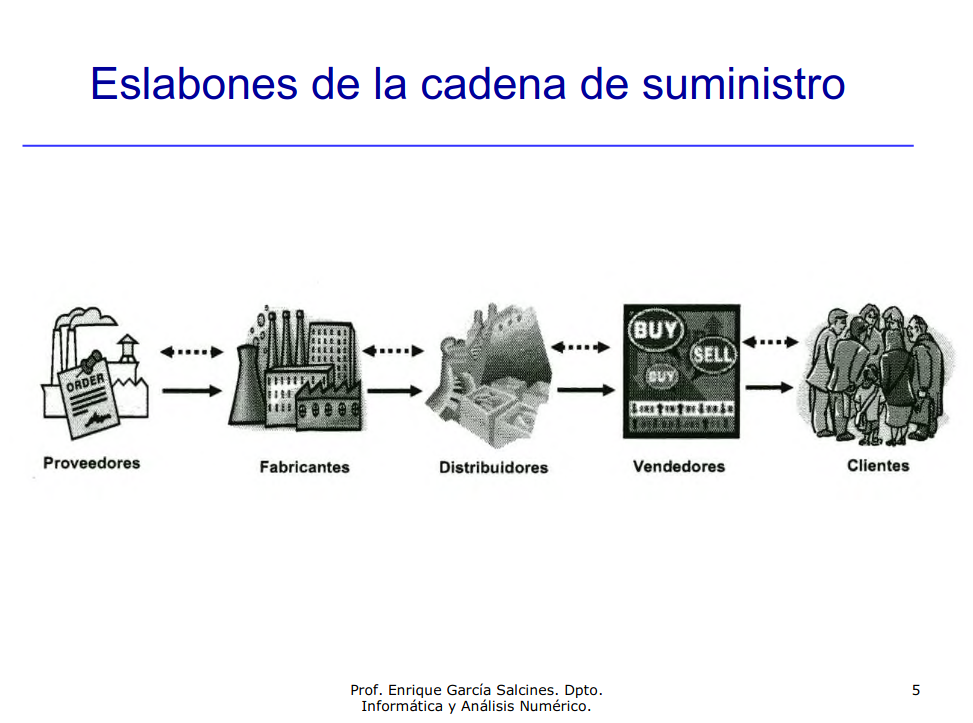 Eslabones de la cadena de suministro
ORDER
BUY
SELL
BUY
Proveedores
Fabricantes
Distribuidores
Vendedores
Clientes
Prof. Enrique García Salcines. Dpto.
Informática y Análisis Numérico.
5